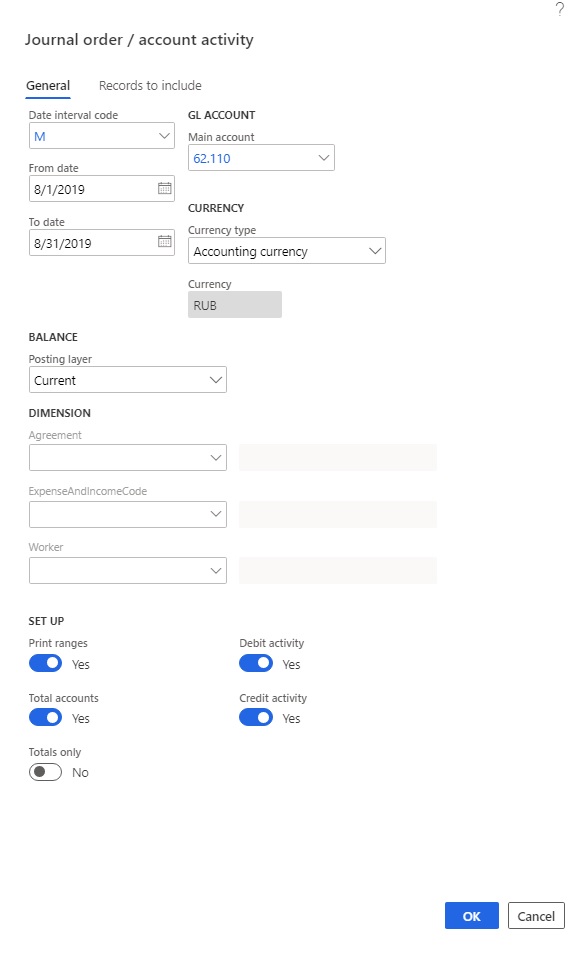 ?
Journal order / account activity
General
Records to include
Date interval code
M
From date
8/1/2019
To date
8/31/2019
GL ACCOUNT
Main account
62.110
CURRENCY
Currency type
Accounting currency
Currency
RUB
BALANCE
Posting layer
Current
DIMENSION
Agreement
ExpenseAndIncomeCode
Worker
SET UP
Print ranges
Yes
Total accounts
Yes
Totals only
No
Debit activity
Yes
Credit activity
Yes
OK
Cancel